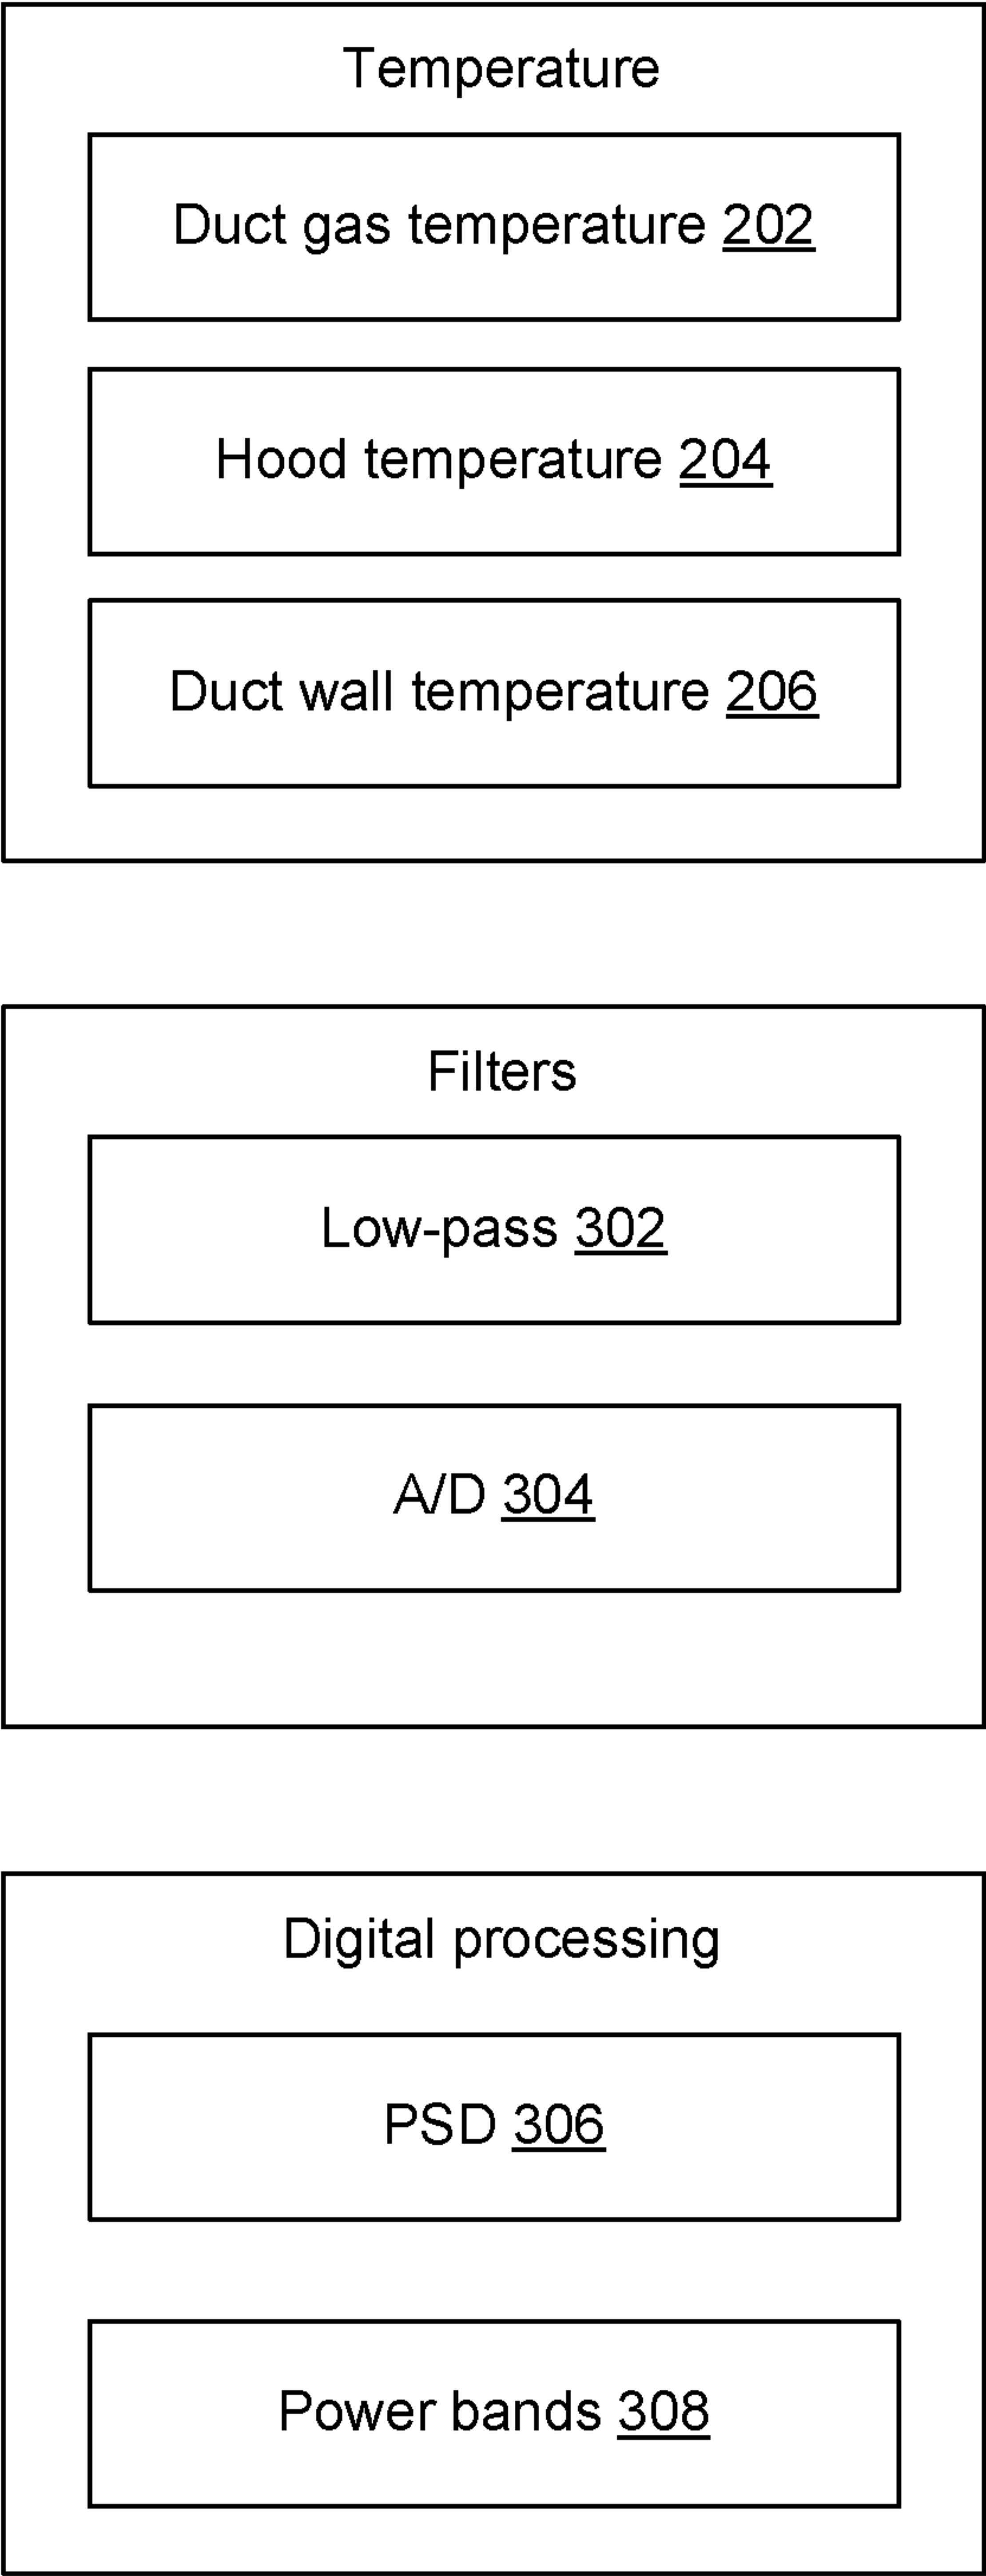 Temperature
Duct gas temperature 202
Hood temperature 204
Duct wall temperature 206
Filters
Low-pass 302
A/D 304
Digital processing
PSD 306
Power bands 308